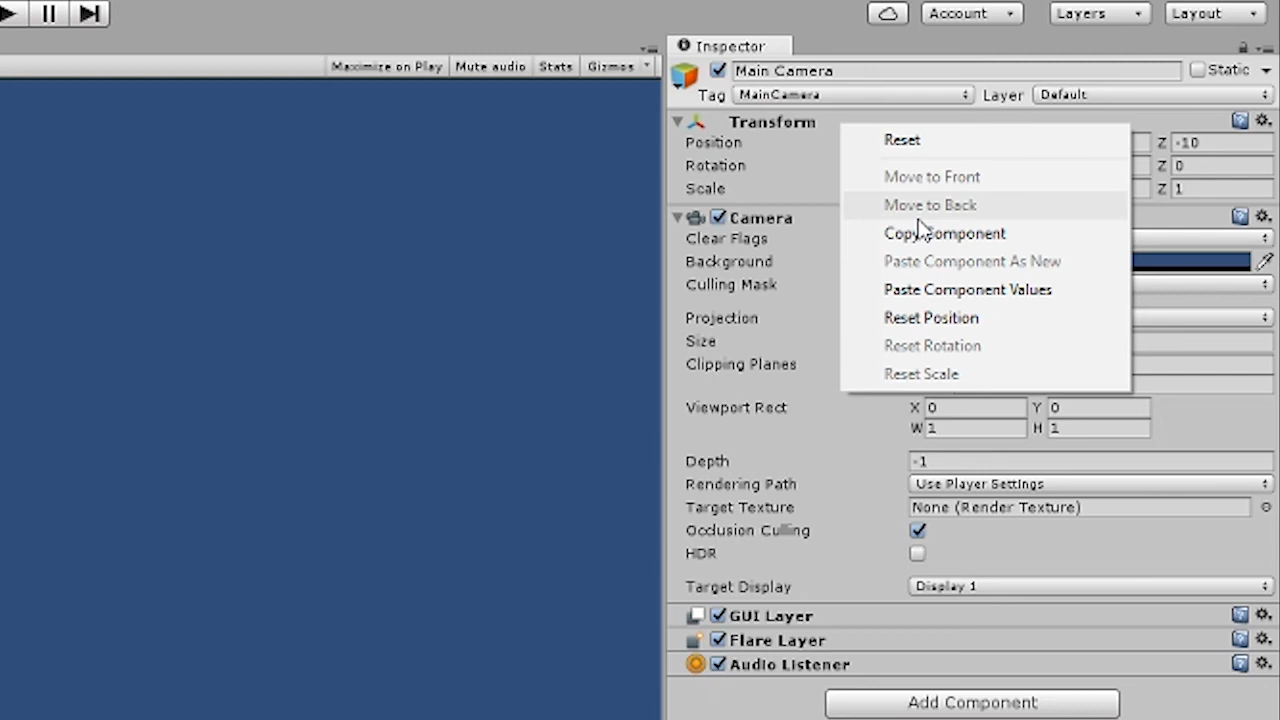 Account Layers Layout
Inspector
Maximize on Play Mute audio Stats Gizmos
Main Camera Static
Tag MainCamera Layer Default
Transform
Position Z -10
Rotation Z 0
Scale Z 1
Reset
Move to Front
Move to Back
Copy Component
Paste Component As New
Paste Component Values
Reset Position
Reset Rotation
Reset Scale
Camera
Clear Flags
Background
Culling Mask
Projection
Size
Clipping Planes
Viewport Rect X 0 Y 0
W 1 H 1
Depth -1
Rendering Path Use Player Settings
Target Texture None (Render Texture)
Occlusion Culling
HDR
Target Display Display 1
GUI Layer
Flare Layer
Audio Listener
Add Component